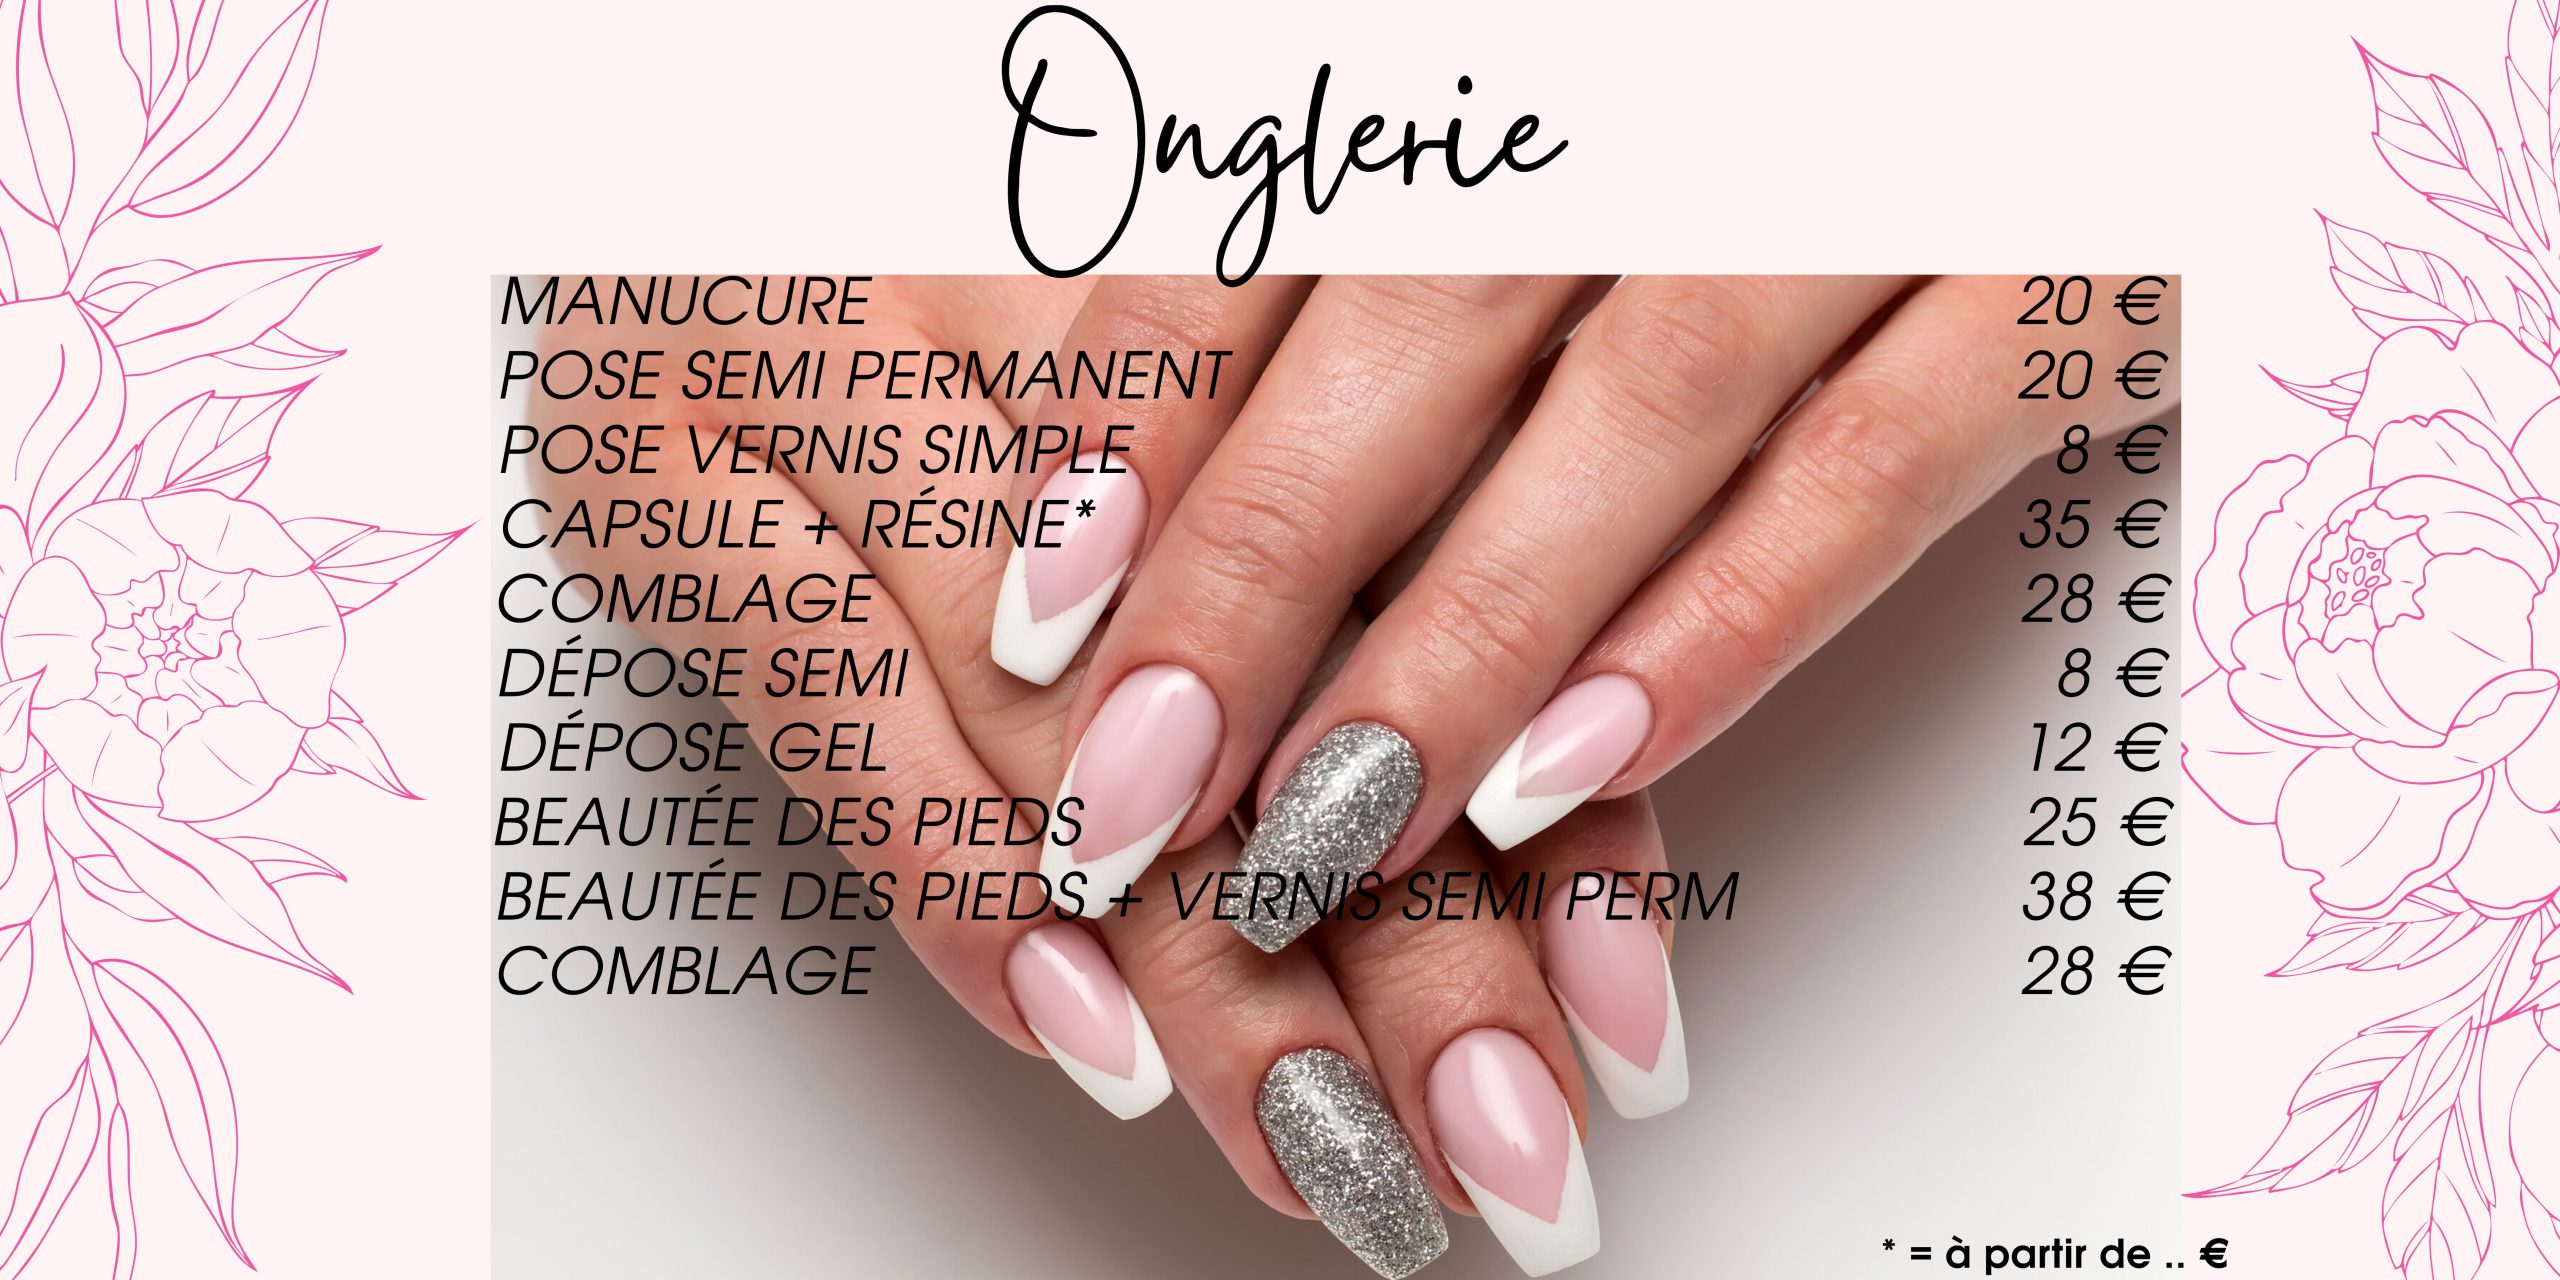 Onglerie
MANUCURE 20 €
POSE SEMI PERMANENT 20 €
POSE VERNIS SIMPLE 8 €
CAPSULE + RÉSINE* 35 €
COMBLAGE 28 €
DÉPOSE SEMI 8 €
DÉPOSE GEL 12 €
BEAUTÉE DES PIEDS 25 €
BEAUTÉE DES PIEDS + VERNIS SEMI PERM 38 €
COMBLAGE 28 €
* = à partir de .. €